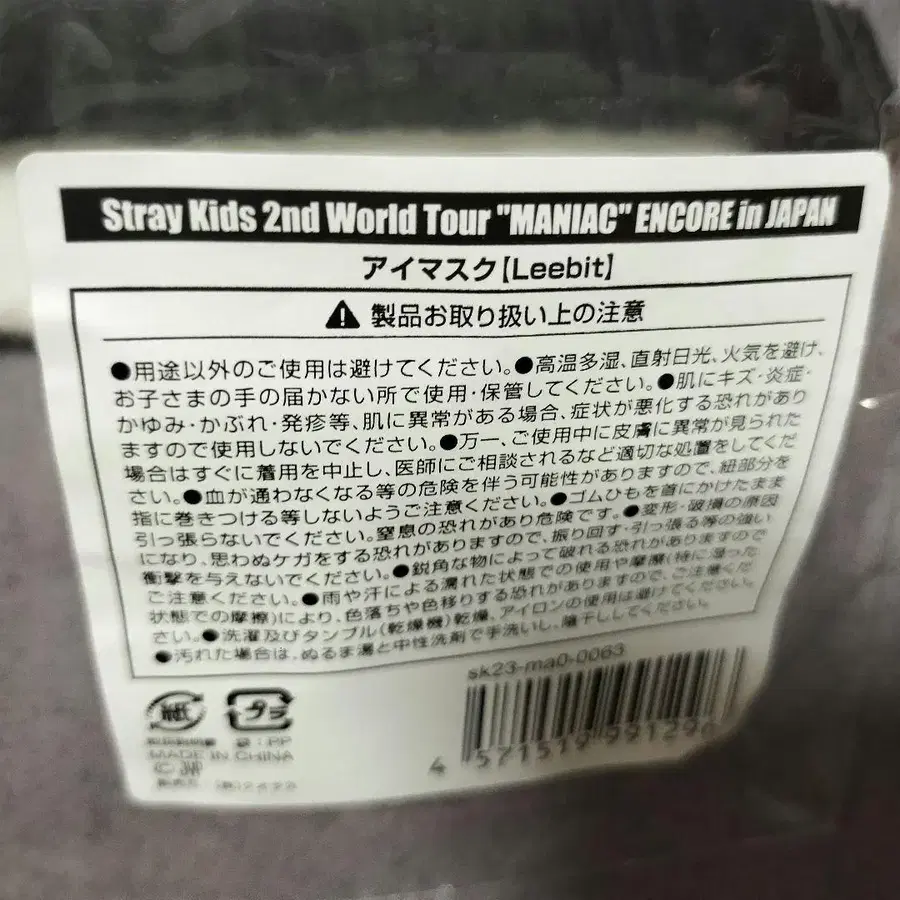 Stray Kids 2nd World Tour "MANIAC" ENCORE in JAPAN
アイマスク【Leebit】
製品お取り扱い上の注意
●用途以外のご使用は避けてください。●高温多湿、直射日光、火気を避け、
お子さまの手の届かない所で使用・保管してください。●肌にキズ・炎症・
かゆみ・かぶれ・発疹等、肌に異常がある場合、症状が悪化する恐れがあり
ますので使用しないでください。●万一、ご使用中に皮膚に異常が見られた
場合はすぐに着用を中止し、医師にご相談されるなど適切な処置をしてくだ
さい。●血が通わなくなる等の危険を伴う可能性がありますので、紐部分を
指に巻きつける等しないようご注意ください。●ゴムひもを首にかけたまま
引っ張らないでください。窒息の恐れがあり危険です。●変形・破損の原因
になり、思わぬケガをする恐れがありますので、振り回す・引っ張る等の強い
衝撃を与えないでください。●鋭角な物によって破れる恐れがありますので
ご注意ください。●雨や汗による濡れた状態での使用や摩擦(特に湿った
状態での摩擦)により、色落ちや色移りする恐れがありますので、ご注意くだ
さい。●洗濯及びタンブル(乾燥機)乾燥、アイロンの使用は避けてください。
●汚れた場合は、ぬるま湯と中性洗剤で手洗いし、陰干ししてください。
sk23-ma0-0063
紙 プラ
袋:PP
MADE IN CHINA
© JYP
4 571519 991296